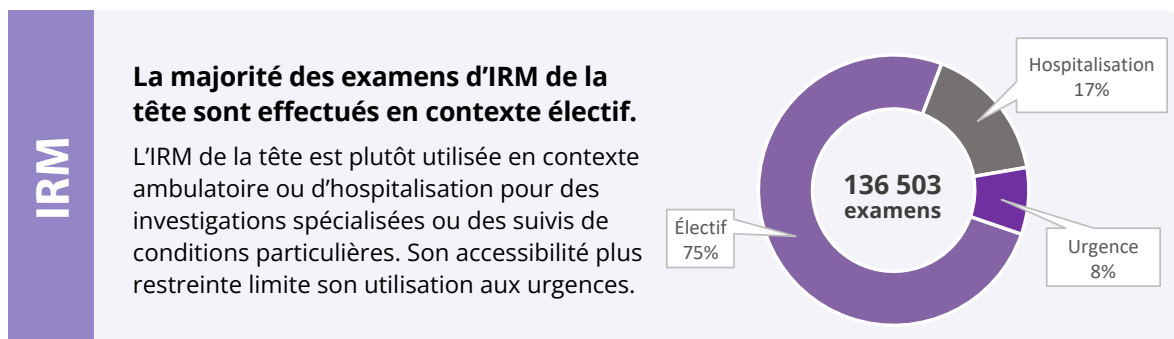 IRM
La majorité des examens d’IRM de la
tête sont effectués en contexte électif.
L’IRM de la tête est plutôt utilisée en contexte
ambulatoire ou d’hospitalisation pour des
investigations spécialisées ou des suivis de
conditions particulières. Son accessibilité plus
restreinte limite son utilisation aux urgences.
Hospitalisation
17%
136 503
examens
Électif
75%
Urgence
8%